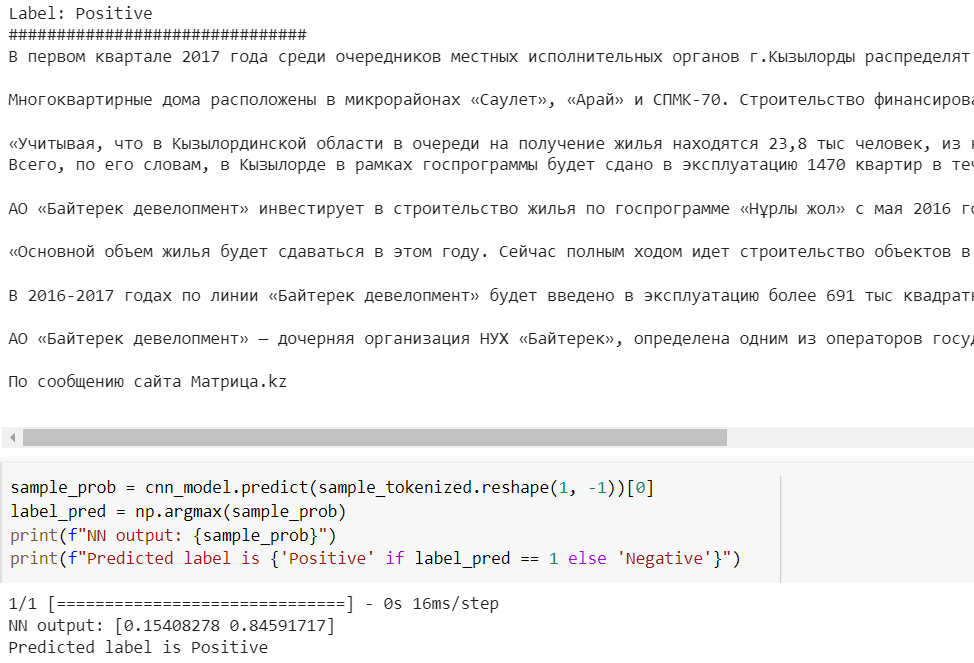 Label: Positive
###############################
В первом квартале 2017 года среди очередников местных исполнительных органов г.Кызылорды распределят
Многоквартирные дома расположены в микрорайонах «Саулет», «Арай» и СПМК-70. Строительство
«Учитывая, что в Кызылординской области в очереди на получение жилья находятся 23,8 тыс человек, из
Всего, по его словам, в Кызылорде в рамках госпрограммы будет сдано в эксплуатацию 1470 квартир в
АО «Байтерек девелопмент» инвестирует в строительство жилья по госпрограмме «Нұрлы жол» с мая 2016
«Основной объем жилья будет сдаваться в этом году. Сейчас полным ходом идет строительство объектов в
В 2016-2017 годах по линии «Байтерек девелопмент» будет введено в эксплуатацию более 691 тыс
АО «Байтерек девелопмент» — дочерняя организация НУХ «Байтерек», определена одним из операторов
По сообщению сайта Матрица.kz
sample_prob = cnn_model.predict(sample_tokenized.reshape(1, -1))[0]
label_pred = np.argmax(sample_prob)
print(f"NN output: {sample_prob}")
print(f"Predicted label is {'Positive' if label_pred == 1 else 'Negative'}")
1/1 [==============================] - 0s 16ms/step
NN output: [0.15408278 0.84591717]
Predicted label is Positive